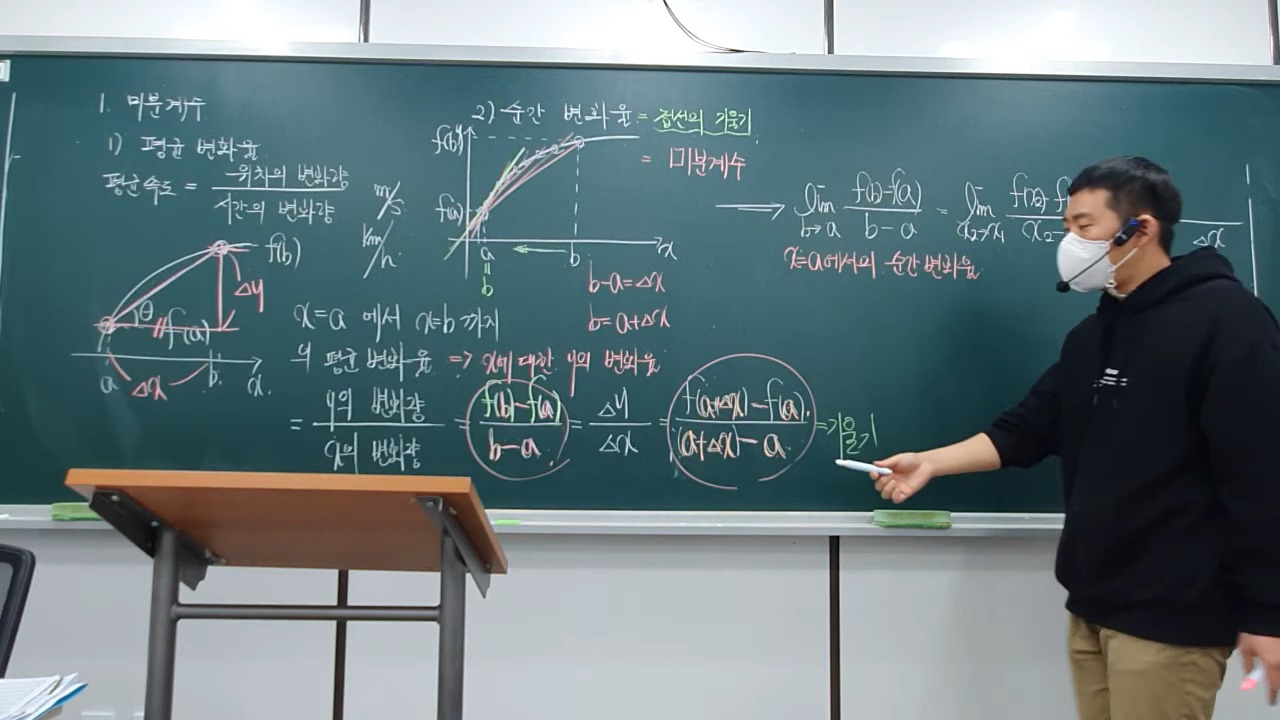 1. 미분계수
1) 평균 변화율
평균속도 = 위치의 변화량 / 시간의 변화량
m/s
km/h
f(b)
Δy
θ
f(a)
a Δx b x
2) 순간 변화율 = 접선의 기울기
= 미분계수
f(b) y
f(a)
a b x
=
b
b-a=Δx
b=a+Δx
x=a 에서 x=b 까지
의 평균 변화율 => x에 대한 y의 변화율
= y의 변화량 / x의 변화량 = f(b)-f(a) / b-a = Δy / Δx = f(a+Δx)-f(a) / (a+Δx)-a => 기울기
→ lim b→a f(b)-f(a) / b-a = lim x₂→x₁ f(x₂)-f / x₂-
Δx
x=a에서의 순간변화율